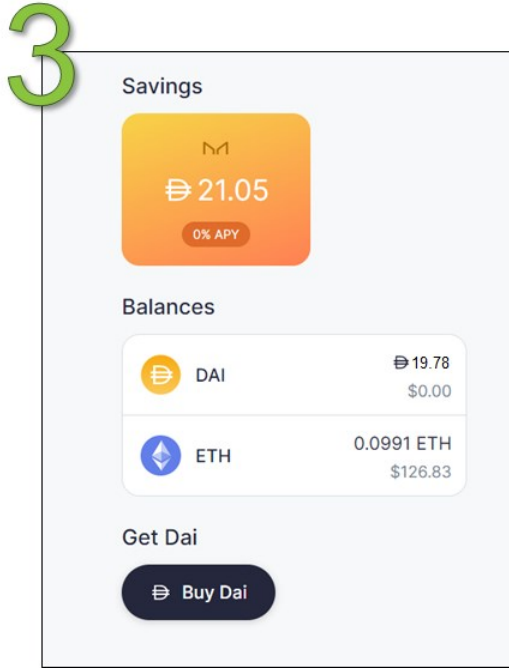 3
Savings
21.05
0% APY
Balances
DAI
19.78
$0.00
ETH
0.0991 ETH
$126.83
Get Dai
Buy Dai